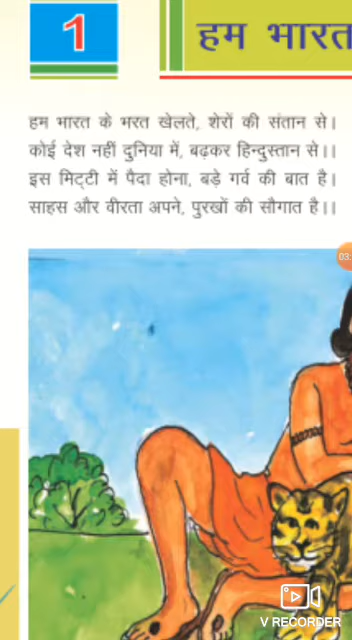 1
हम भारत
हम भारत के भरत खेलते, शेरों की संतान से।
कोई देश नहीं दुनिया में, बढ़कर हिन्दुस्तान से।।
इस मिट्टी में पैदा होना, बड़े गर्व की बात है।
साहस और वीरता अपने, पुरखों की सौगात है।।
03:
V RECORDER